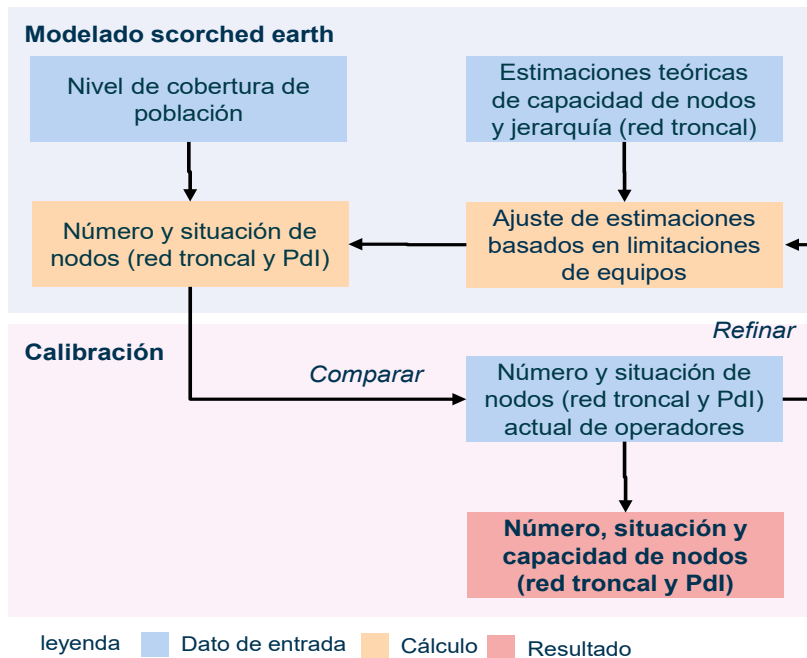 Modelado scorched earth
Nivel de cobertura de
población
Estimaciones teóricas
de capacidad de nodos
y jerarquía (red troncal)
Número y situación de
nodos (red troncal y PdI)
Ajuste de estimaciones
basados en limitaciones
de equipos
Refinar
Calibración
Comparar
Número y situación de
nodos (red troncal y PdI)
actual de operadores
Número, situación y
capacidad de nodos
(red troncal y PdI)
leyenda
Dato de entrada
Cálculo
Resultado